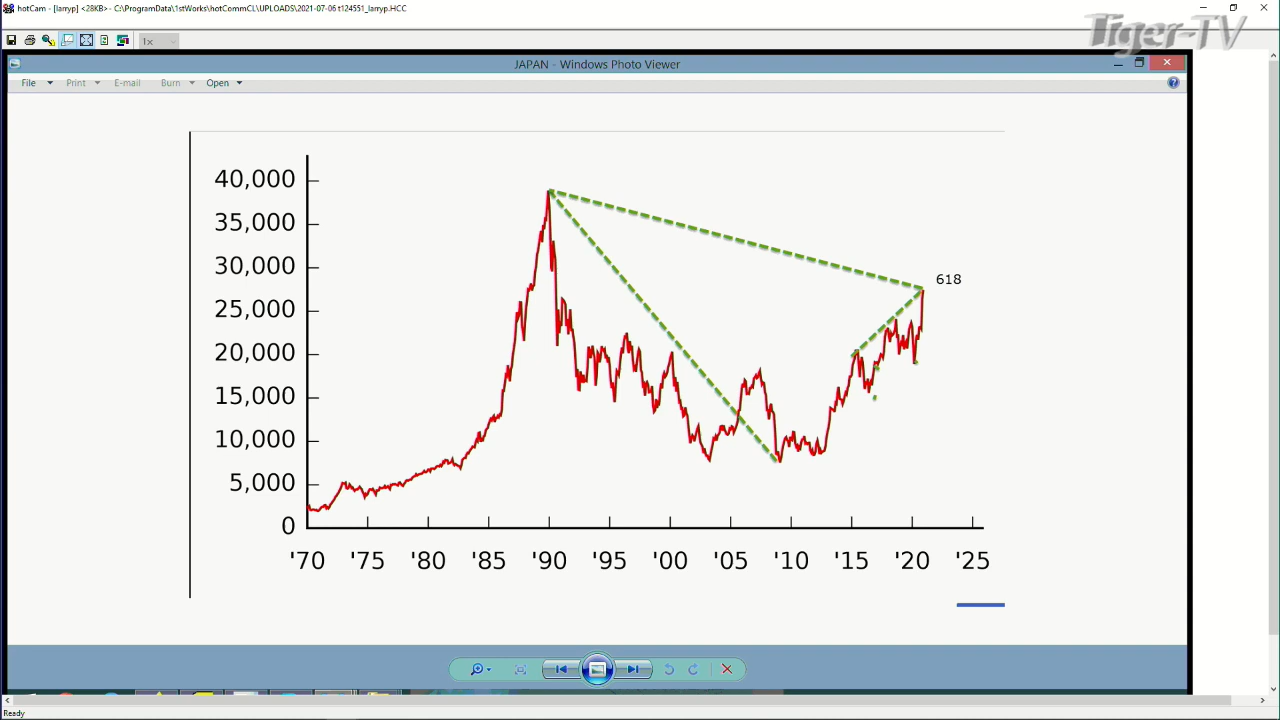 hotCam - [larryp] <28KB> - C:\ProgramData\1stWorks\hotCommCL\UPLOADS\2021-07-06 t124551_larryp.HCC
Tiger-TV
1x
JAPAN - Windows Photo Viewer
File Print E-mail Burn Open
40,000
35,000
30,000
618
25,000
20,000
15,000
10,000
5,000
0
'70 '75 '80 '85 '90 '95 '00 '05 '10 '15 '20 '25
Ready